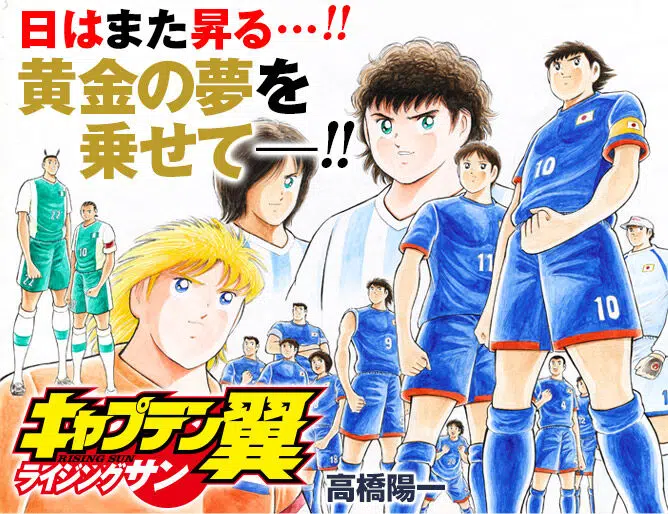 日はまた昇る…!!
黄金の夢を
乗せて―!!
22
10
11
10
10
9
4
キャプテン翼
RISING SUN
ライジングサン
高橋陽一